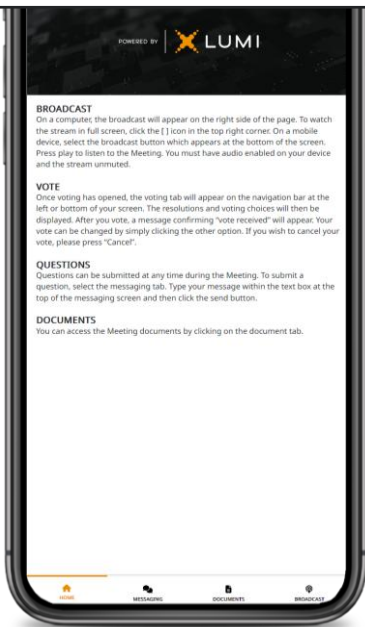 POWERED BY LUMI
BROADCAST
On a computer, the broadcast will appear on the right side of the page. To watch
the stream in full screen, click the [ ] icon in the top right corner. On a mobile
device, select the broadcast button which appears at the bottom of the screen.
Press play to listen to the Meeting. You must have audio enabled on your device
and the stream unmuted.
VOTE
Once voting has opened, the voting tab will appear on the navigation bar at the
left or bottom of your screen. The resolutions and voting choices will then be
displayed. After you vote, a message confirming "vote received" will appear. Your
vote can be changed by simply clicking the other option. If you wish to cancel your
vote, please press "Cancel".
QUESTIONS
Questions can be submitted at any time during the Meeting. To submit a
question, select the messaging tab. Type your message within the text box at the
top of the messaging screen and then click the send button.
DOCUMENTS
You can access the Meeting documents by clicking on the document tab.
HOME MESSAGING DOCUMENTS BROADCAST